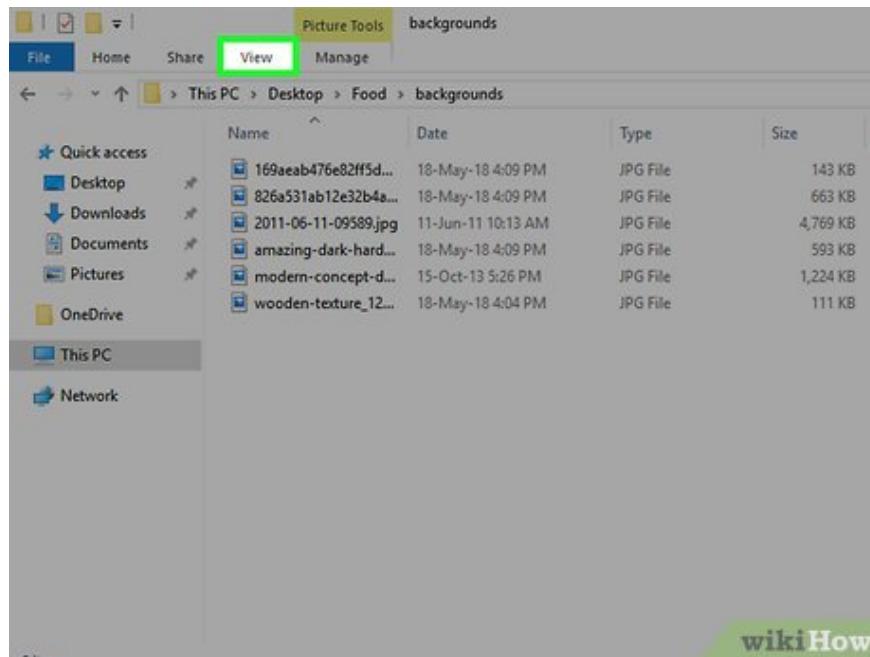 Picture Tools backgrounds
File Home Share View Manage
This PC > Desktop > Food > backgrounds
Name Date Type Size
Quick access
Desktop
Downloads
Documents
Pictures
OneDrive
This PC
Network
169aeab476e82ff5d... 18-May-18 4:09 PM JPG File 143 KB
826a531ab12e32b4a... 18-May-18 4:09 PM JPG File 663 KB
2011-06-11-09589.jpg 11-Jun-11 10:13 AM JPG File 4,769 KB
amazing-dark-hard... 18-May-18 4:09 PM JPG File 593 KB
modern-concept-d... 15-Oct-13 5:26 PM JPG File 1,224 KB
wooden-texture_12... 18-May-18 4:04 PM JPG File 111 KB
wikiHow